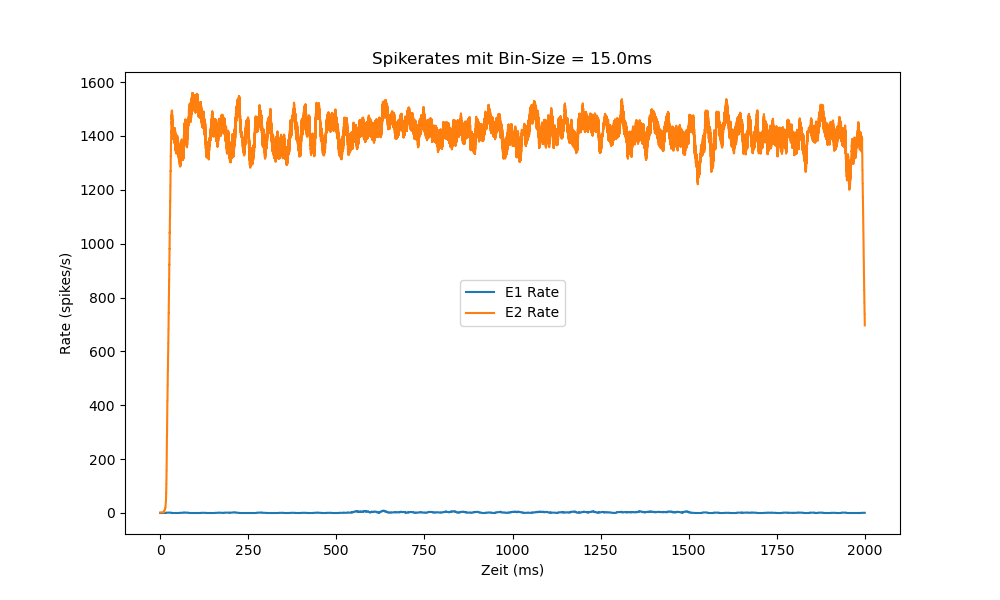 Spikerates mit Bin-Size = 15.0ms
1600
1400
1200
1000
800
600
400
200
0
Rate (spikes/s)
E1 Rate
E2 Rate
0 250 500 750 1000 1250 1500 1750 2000
Zeit (ms)